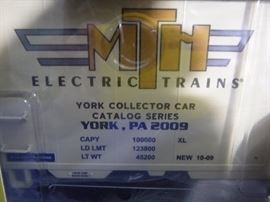 MTH
ELECTRIC TRAINS®
YORK COLLECTOR CAR
CATALOG SERIES
YORK, PA 2009
CAPY 100000 XL
LD LMT 123800
LT WT 45200 NEW 10-09